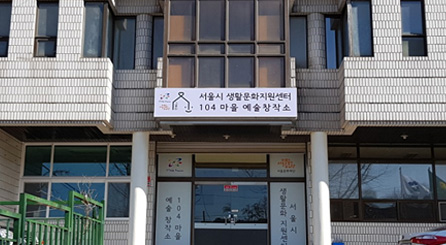 서울시 생활문화지원센터
104 마을 예술창작소
104 마을
예술 창작소
서울시
생활문화 지원센터